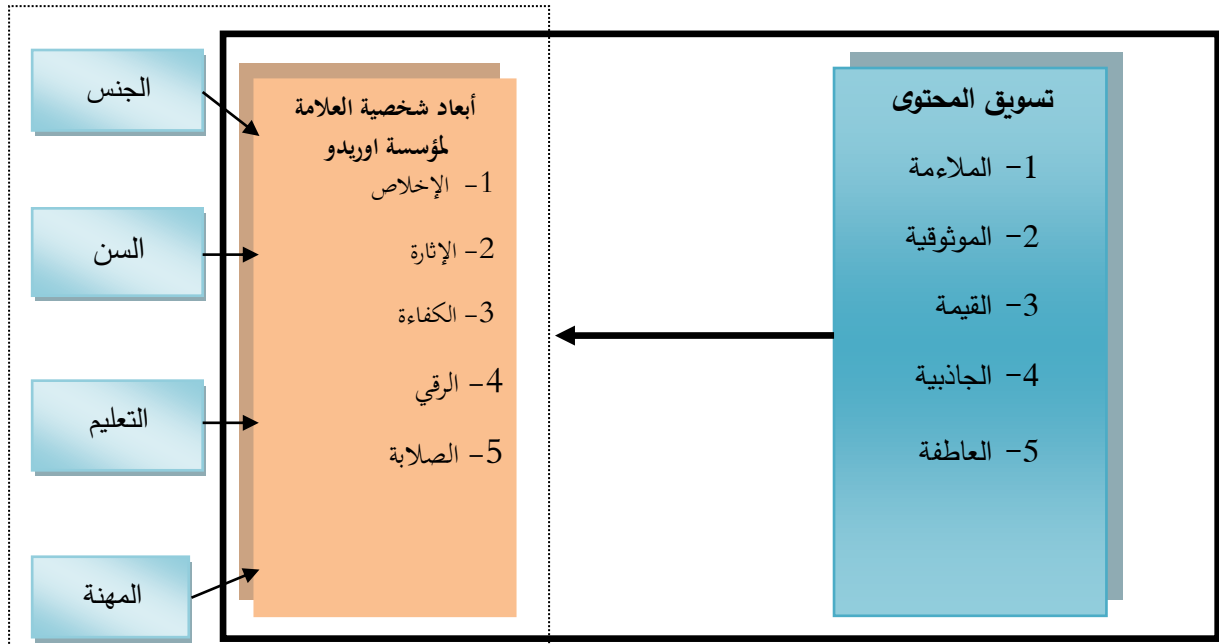 تسويق المحتوى
1- الملاءمة
2- الموثوقية
3- القيمة
4- الجاذبية
5- العاطفة
أبعاد شخصية العلامة
لمؤسسة اوريدو
1- الإخلاص
2- الإثارة
3- الكفاءة
4- الرقي
5- الصلابة
الجنس
السن
التعليم
المهنة